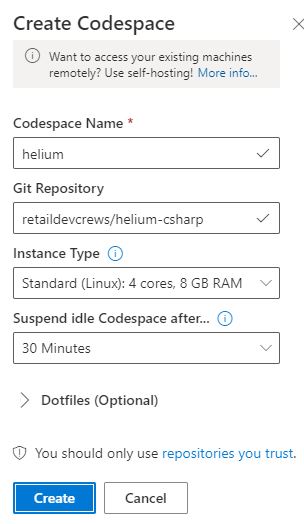 Create Codespace
Want to access your existing machines
remotely? Use self-hosting! More info...
Codespace Name *
helium
Git Repository
retaildevcrews/helium-csharp
Instance Type
Standard (Linux): 4 cores, 8 GB RAM
Suspend idle Codespace after...
30 Minutes
Dotfiles (Optional)
You should only use repositories you trust.
Create Cancel